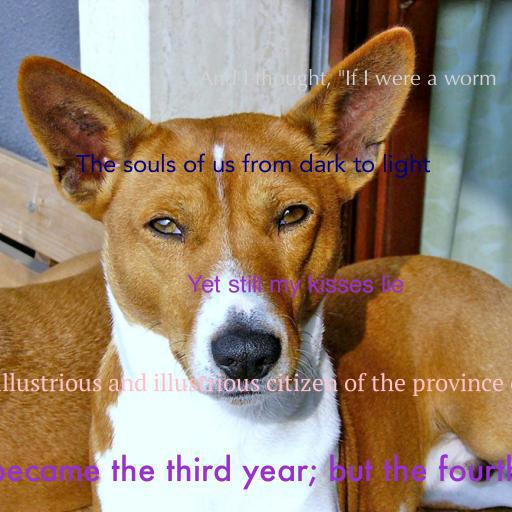 And I thought, "If I were a worm
The souls of us from dark to light
Yet still my kisses lie
illustrious and illustrious citizen of the province
became the third year; but the fourth